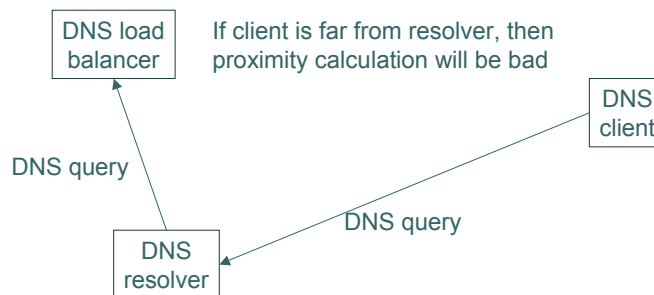 DNS load
balancer
If client is far from resolver, then
proximity calculation will be bad
DNS
client
DNS query
DNS query
DNS
resolver